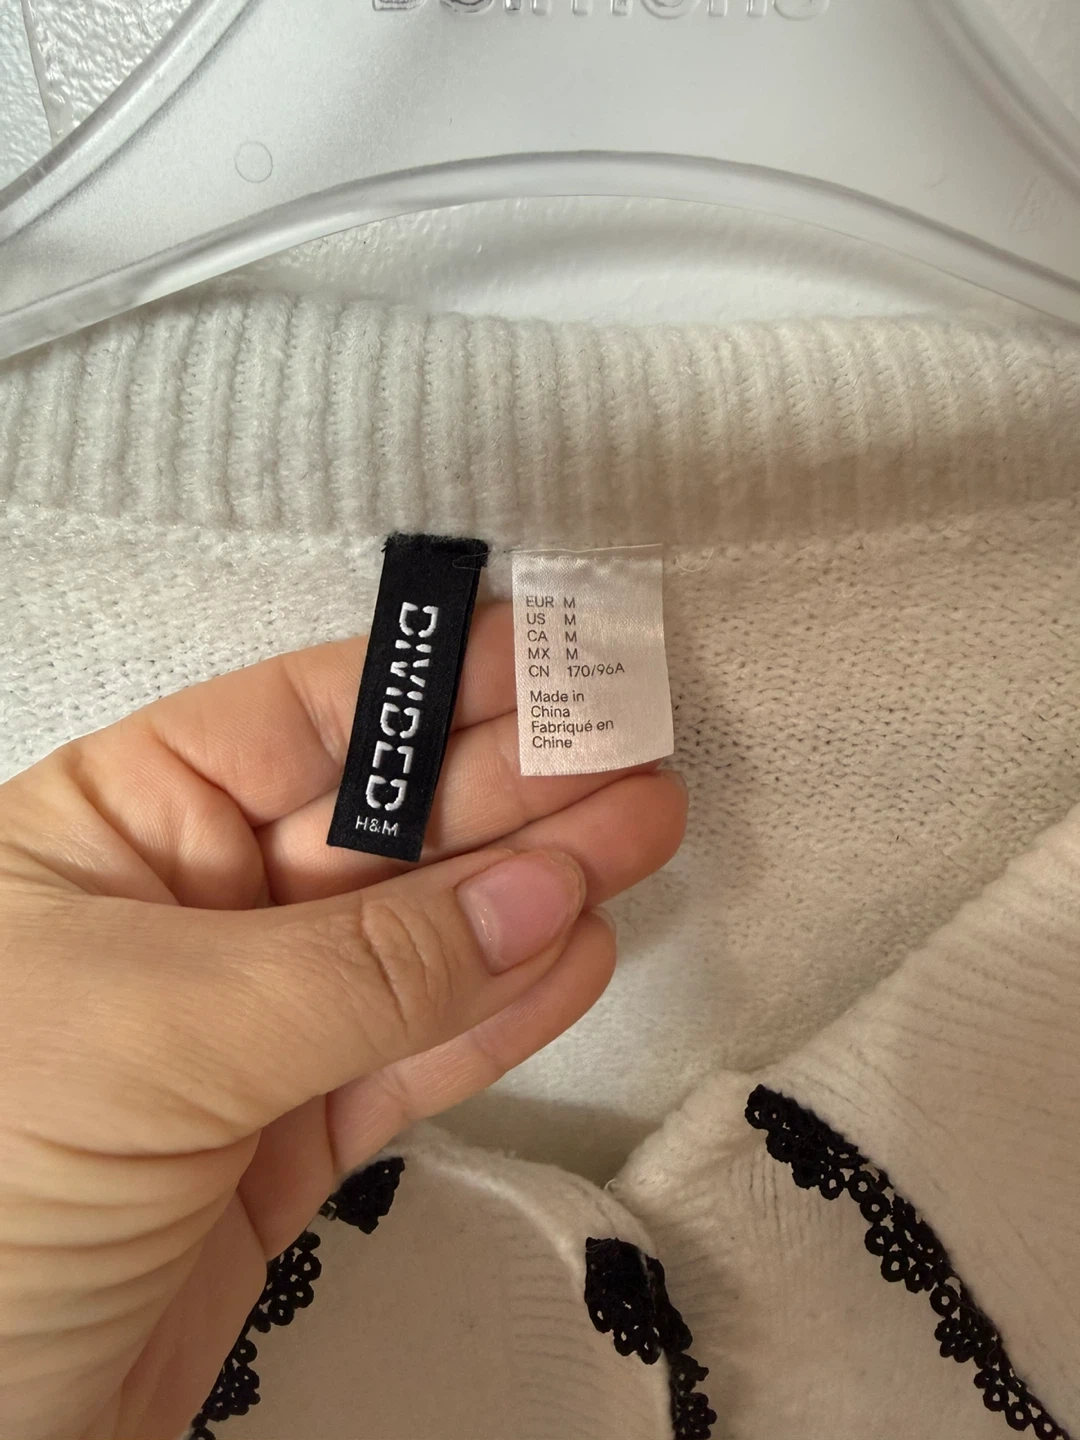 DIVIDED
H&M
EUR M
US M
CA M
MX M
CN 170/96A
Made in
China
Fabriqué en
Chine